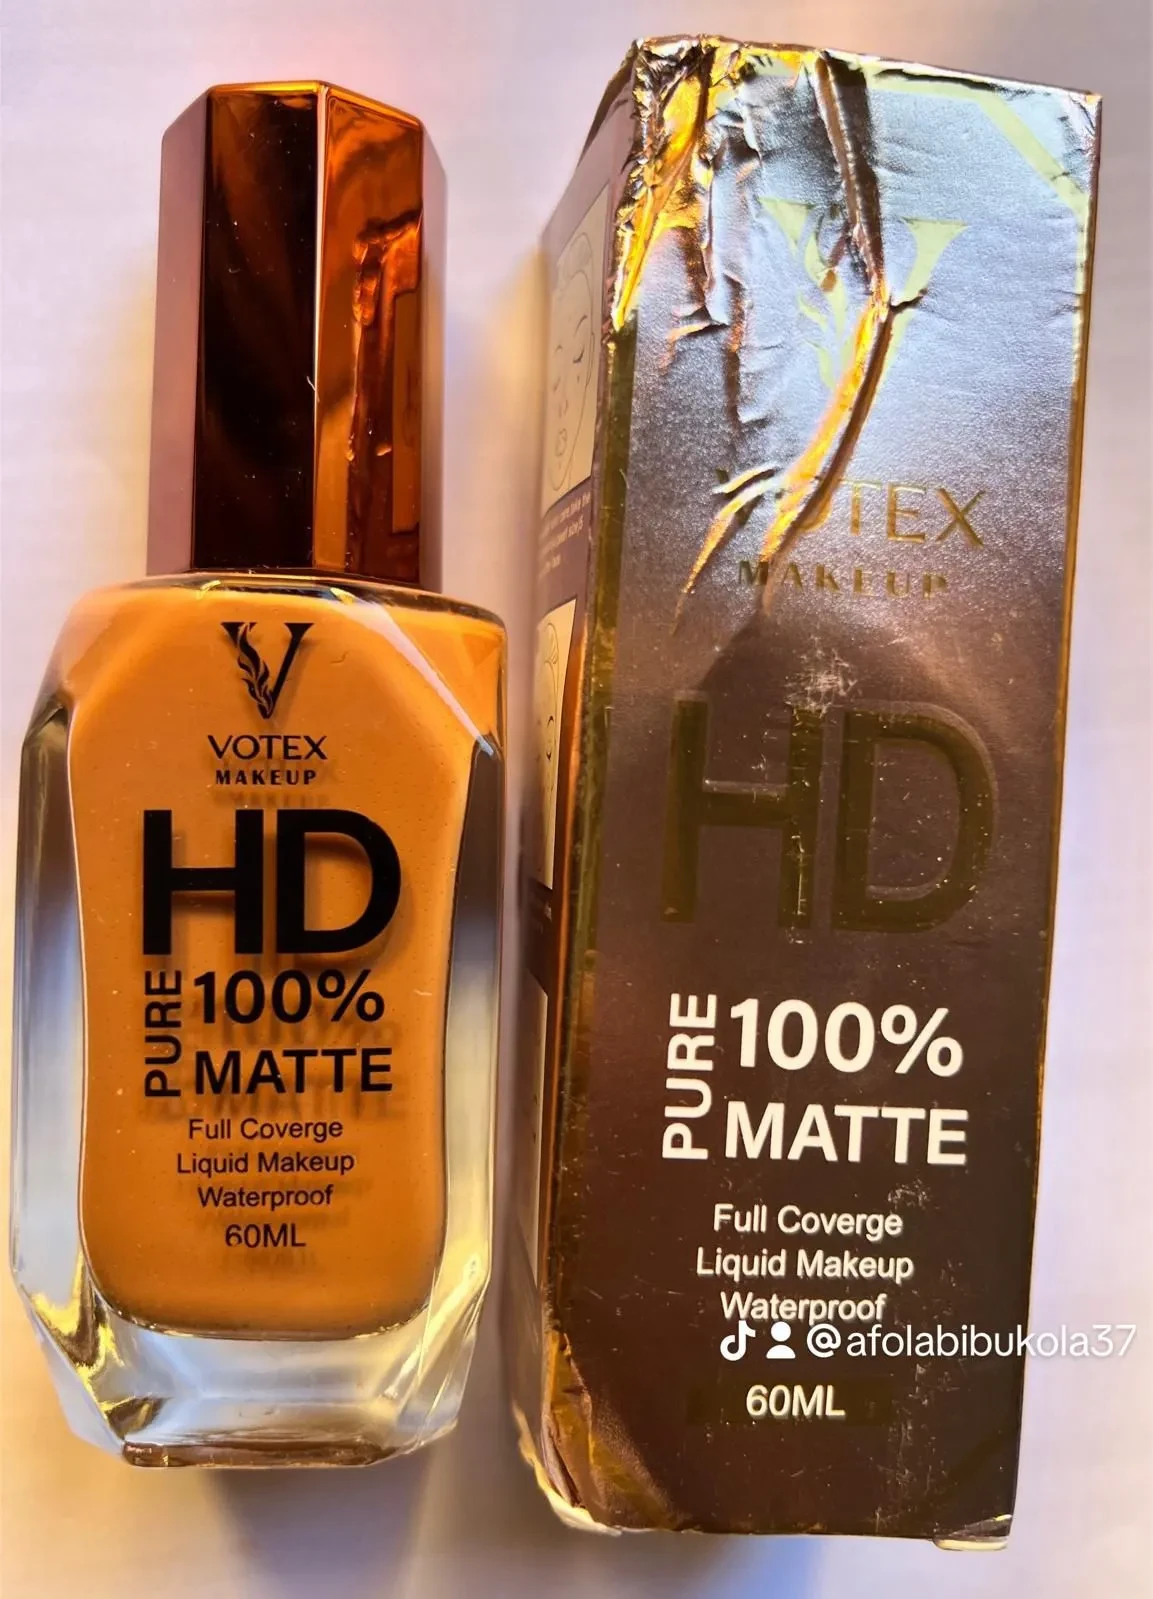 V
VOTEX
MAKEUP
HD
PURE 100%
MATTE
Full Coverge
Liquid Makeup
Waterproof
60ML
V
VOTEX
MAKEUP
HD
PURE 100%
MATTE
Full Coverge
Liquid Makeup
Waterproof
@afolabibukola37
60ML